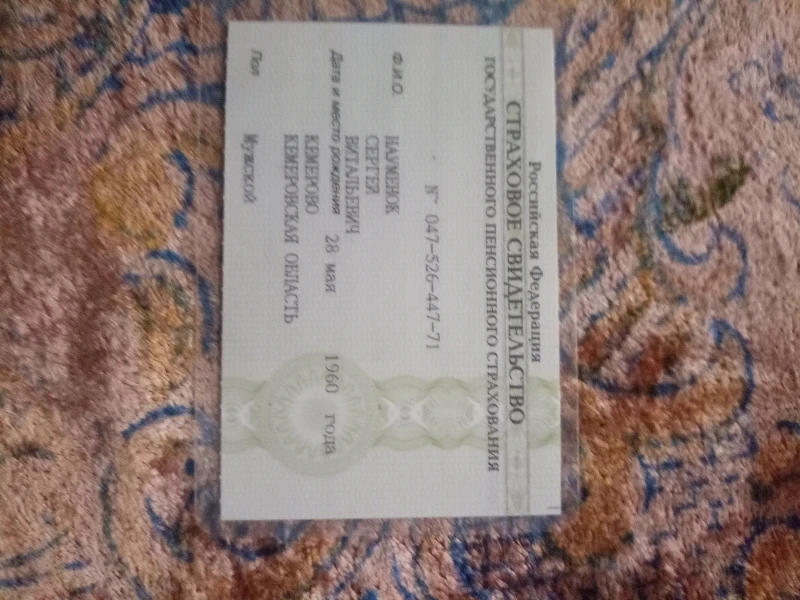 Российская Федерация
СТРАХОВОЕ СВИДЕТЕЛЬСТВО
ГОСУДАРСТВЕННОГО ПЕНСИОННОГО СТРАХОВАНИЯ
№ 047-526-447-71
Ф.И.О. НАУМЕНОК
СЕРГЕЙ
ВИТАЛЬЕВИЧ
Дата и место рождения 28 мая 1960 года
КЕМЕРОВО
КЕМЕРОВСКАЯ ОБЛАСТЬ
Пол Мужской